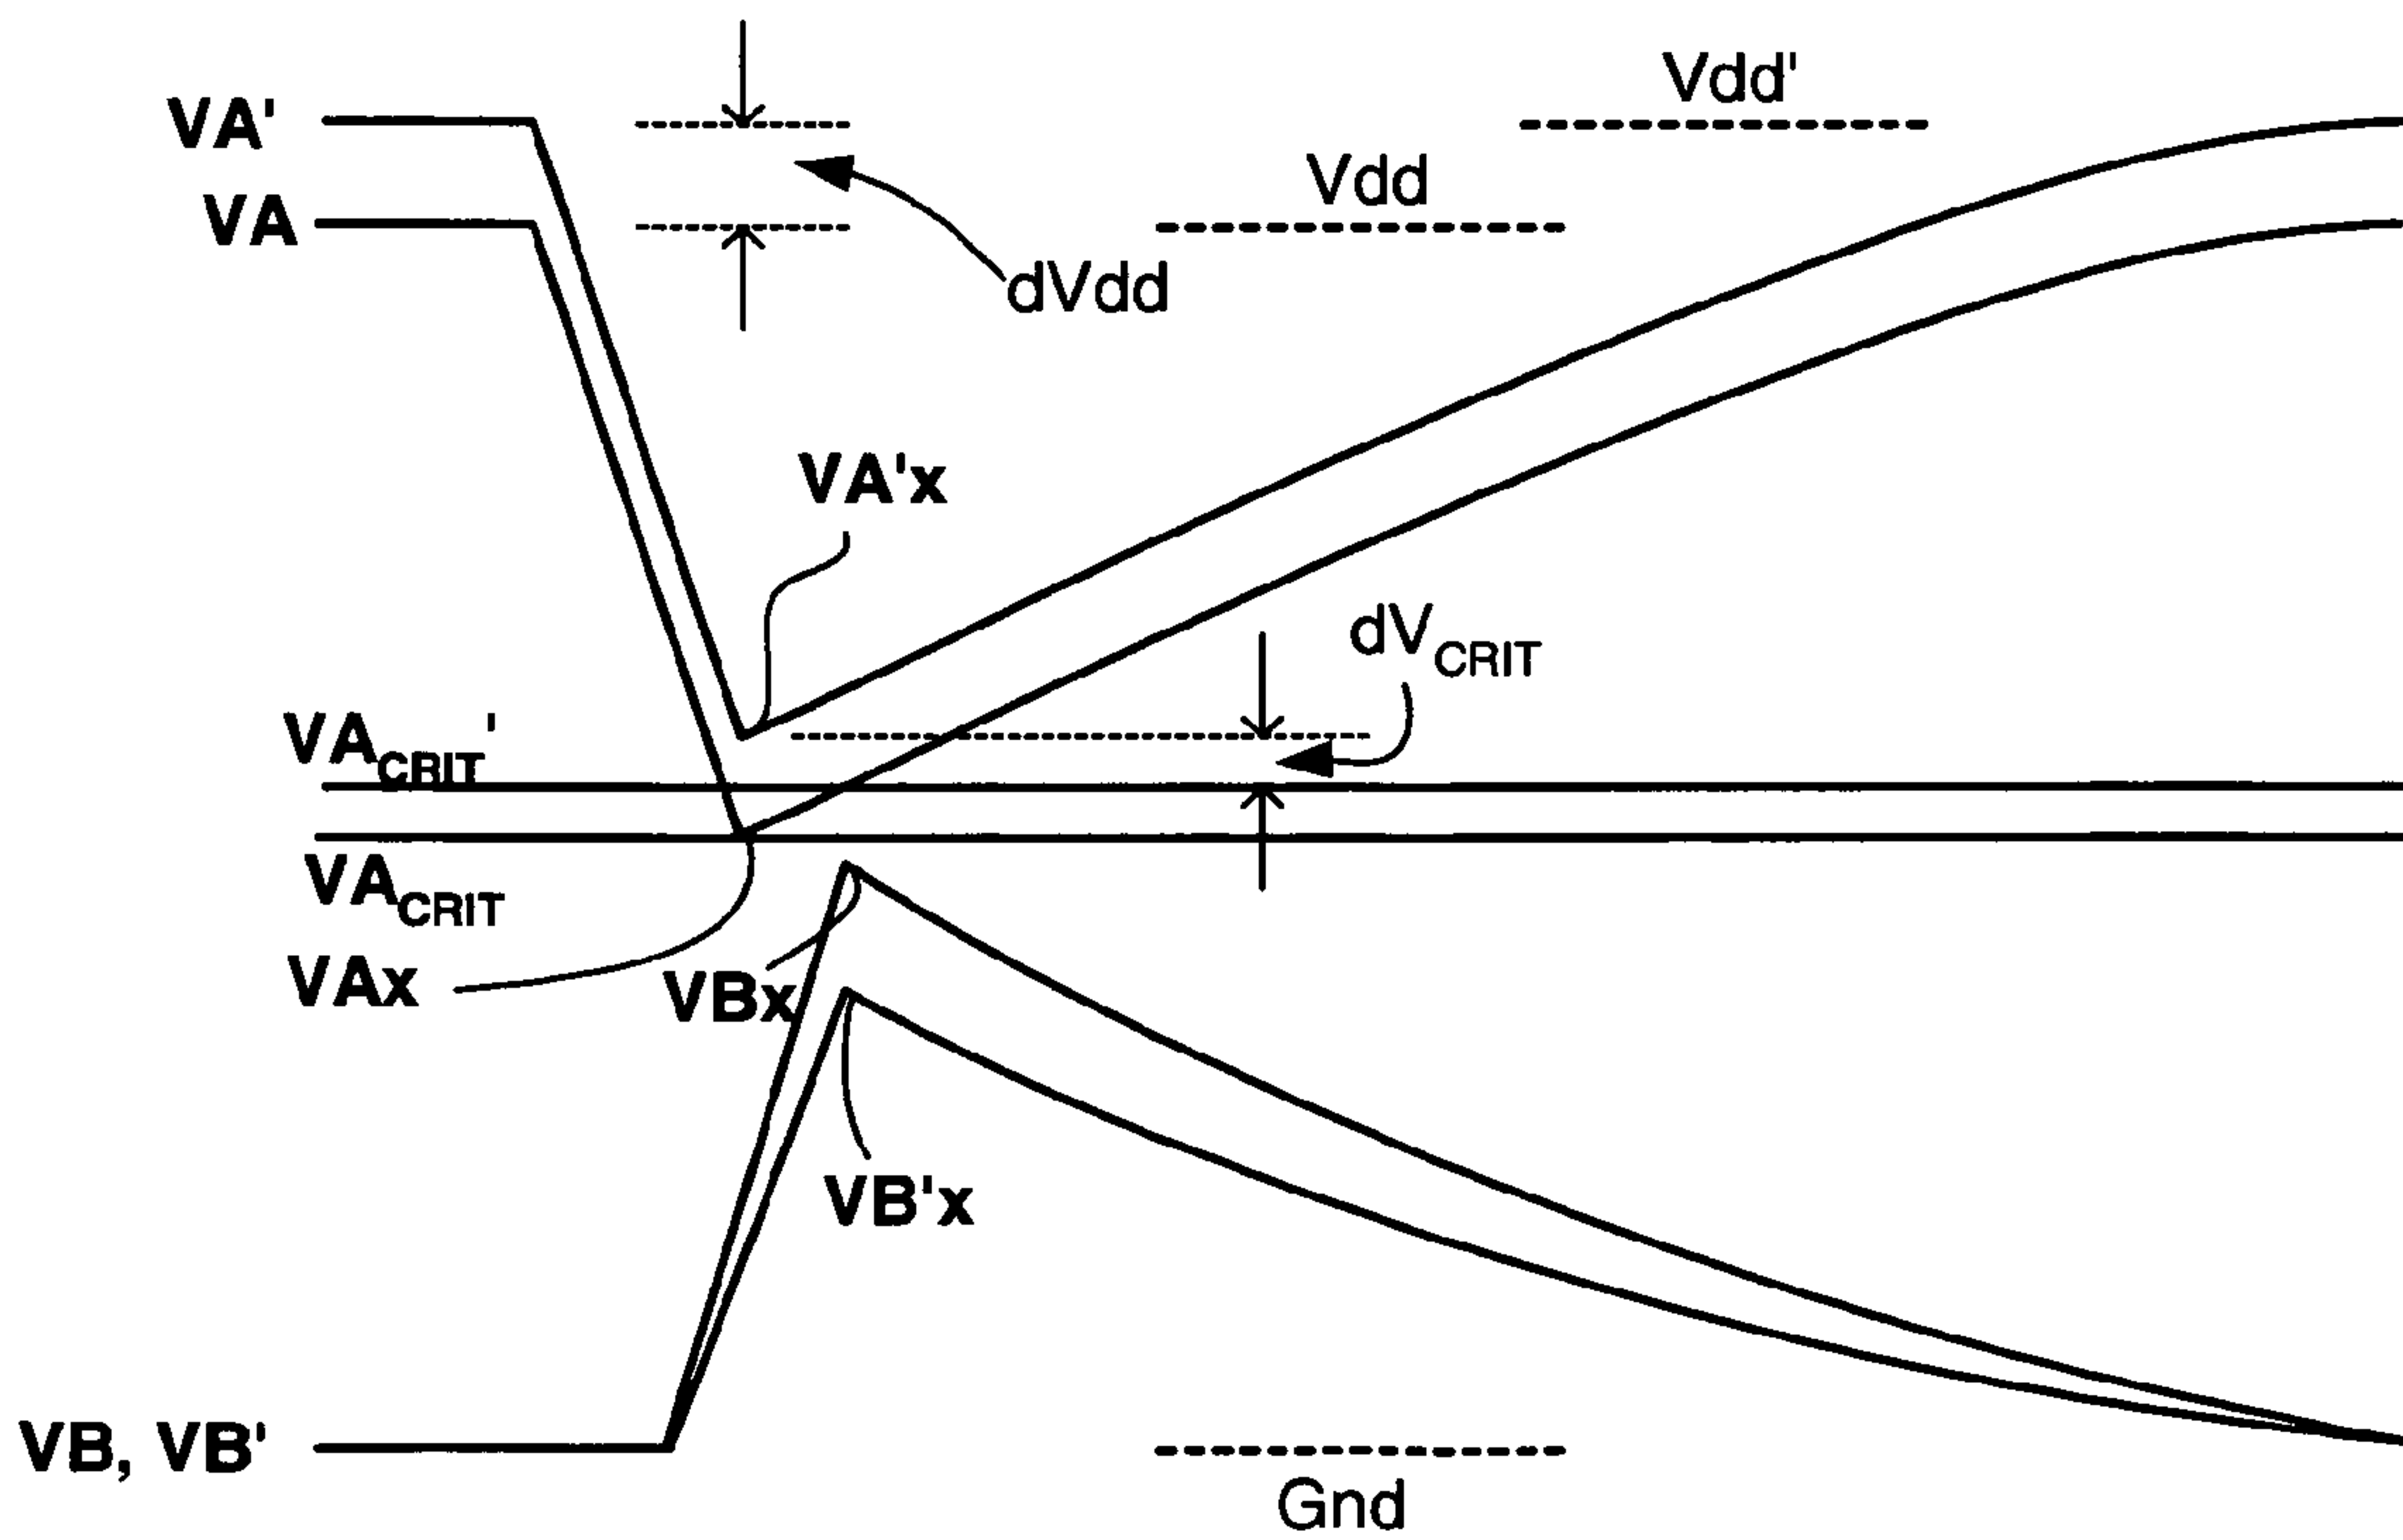 Vdd'
VA'
Vdd
VA
dVdd
VA'x
dVCRIT
VACRIT'
VACRIT
VAx
VBx
VB'x
VB, VB'
Gnd